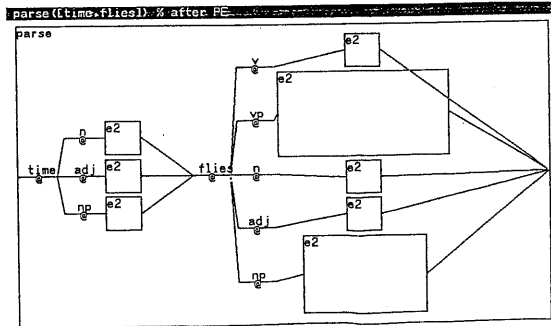 parse([time,flies]) % after PE
parse
v
e2
e2
n
e2
vp
time
adj
e2
flies
n
e2
np
e2
adj
e2
np
e2